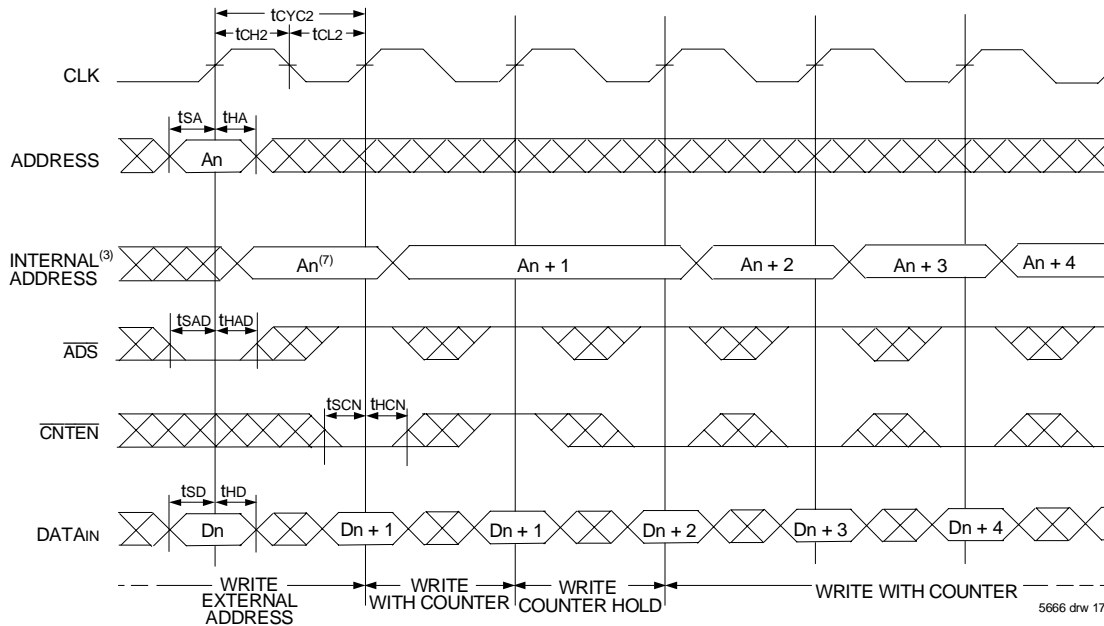 tCYC2
tCH2 tCL2
CLK
tSA tHA
ADDRESS An
INTERNAL(3)
ADDRESS An(7) An + 1 An + 2 An + 3 An + 4
tSAD tHAD
ADS
tSCN tHCN
CNTEN
tSD tHD
DATAIN Dn Dn + 1 Dn + 1 Dn + 2 Dn + 3 Dn + 4
WRITE
EXTERNAL
ADDRESS
WRITE
WITH COUNTER
WRITE
COUNTER HOLD
WRITE WITH COUNTER
5666 drw 17